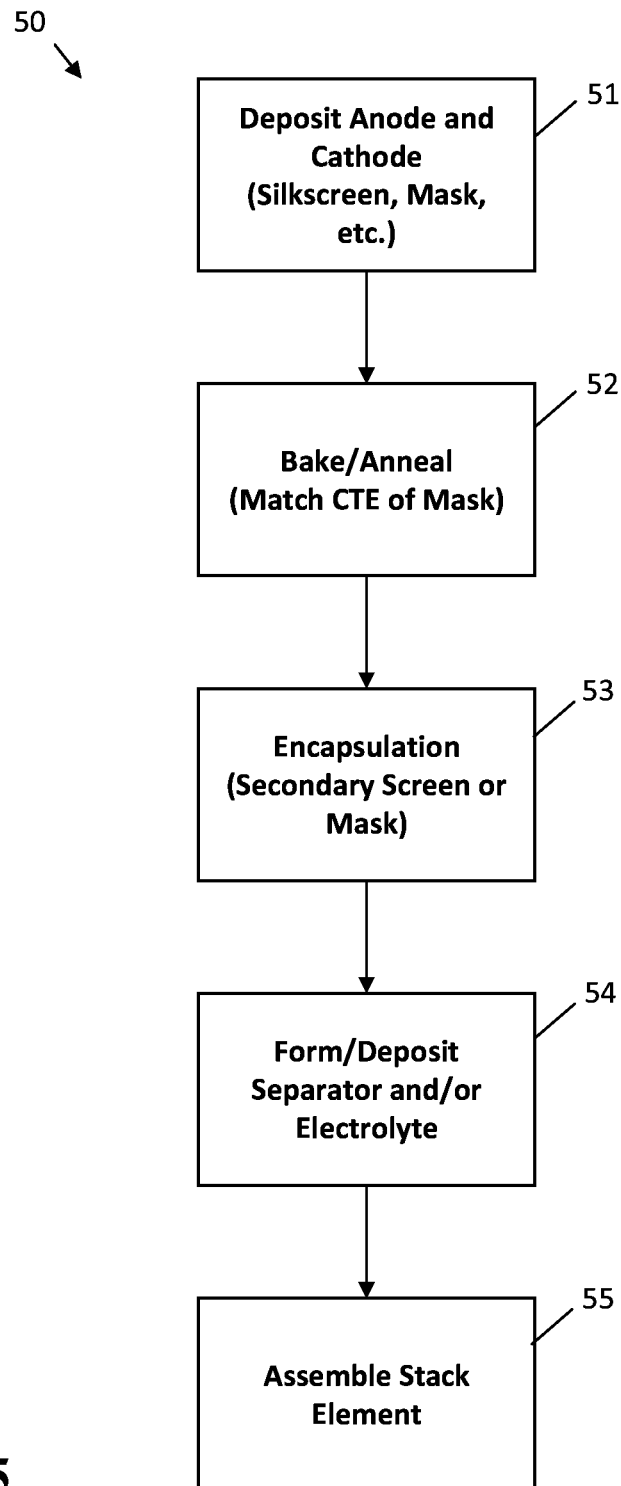 50
51
Deposit Anode and
Cathode
(Silkscreen, Mask,
etc.)
52
Bake/Anneal
(Match CTE of Mask)
53
Encapsulation
(Secondary Screen or
Mask)
54
Form/Deposit
Separator and/or
Electrolyte
55
Assemble Stack
Element